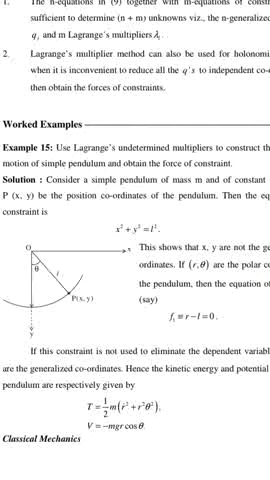 1. The n-equations in (9) together with m-equations of constr
sufficient to determine (n + m) unknowns viz., the n-generalized
q_j and m Lagrange's multipliers λ_l.
2. Lagrange's multiplier method can also be used for holonomi
when it is inconvenient to reduce all the q's to independent co-o
then obtain the forces of constraints.
Worked Examples
Example 15: Use Lagrange's undetermined multipliers to construct th
motion of simple pendulum and obtain the force of constraint.
Solution : Consider a simple pendulum of mass m and of constant
P (x, y) be the position co-ordinates of the pendulum. Then the eq
constraint is
x² + y² = l².
O x
θ l
P(x, y)
y
This shows that x, y are not the ge
ordinates. If (r, θ) are the polar co
the pendulum, then the equation of
(say)
f₁ ≡ r − l = 0.
If this constraint is not used to eliminate the dependent variabl
are the generalized co-ordinates. Hence the kinetic energy and potential
pendulum are respectively given by
T = 1/2 m(ṙ² + r²θ̇²),
V = −mgr cos θ.
Classical Mechanics